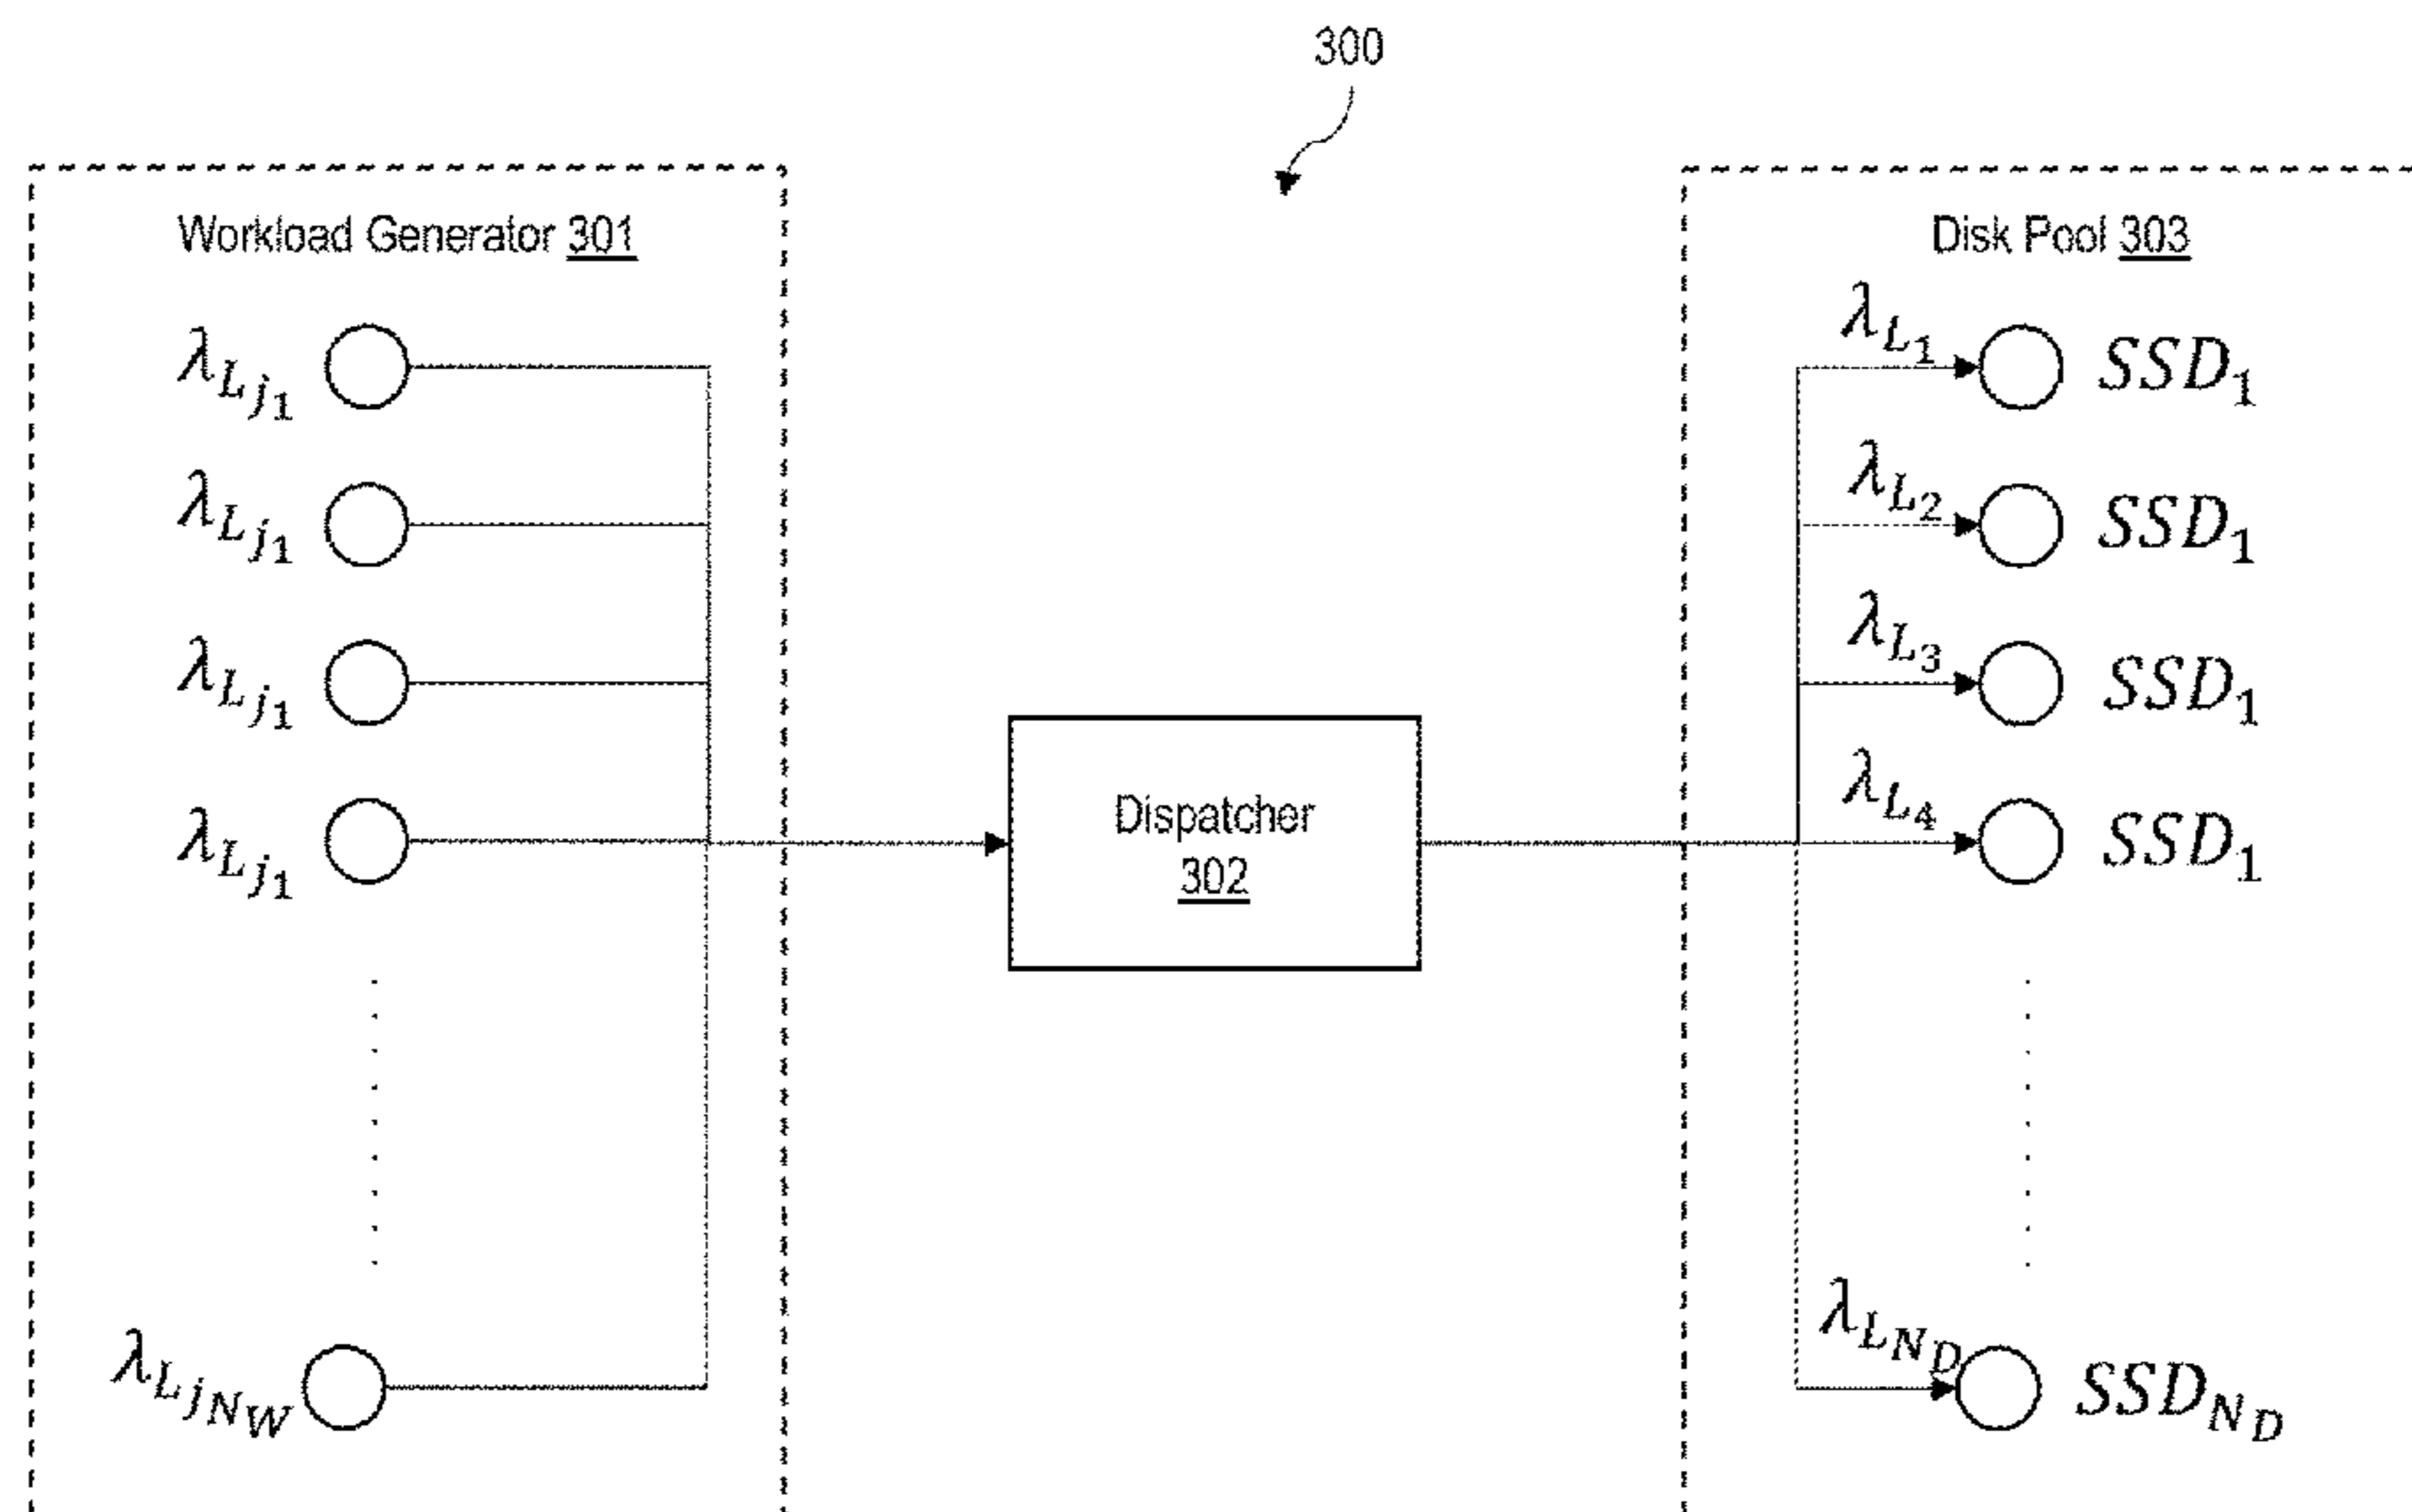 300
Workload Generator 301
λ_{L_{j_1}}
λ_{L_{j_1}}
λ_{L_{j_1}}
λ_{L_{j_1}}
λ_{L_{j_{N_W}}}
Dispatcher
302
Disk Pool 303
λ_{L_1} SSD_1
λ_{L_2} SSD_1
λ_{L_3} SSD_1
λ_{L_4} SSD_1
λ_{L_{N_D}} SSD_{N_D}